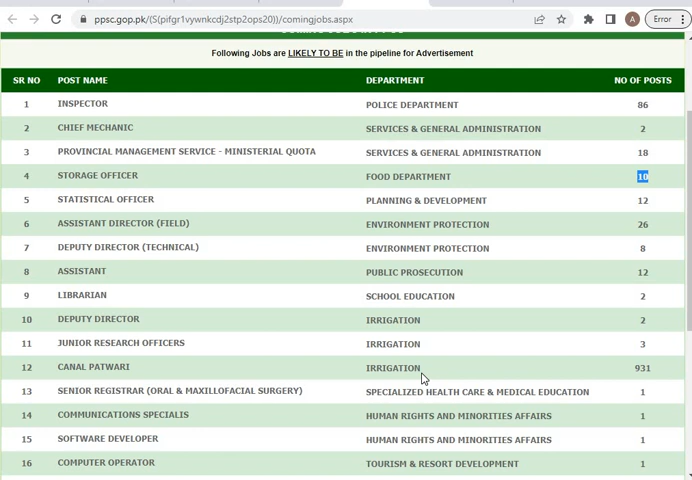 ppsc.gop.pk/(S(pifgr1vywnkcdj2stp2ops20))/comingjobs.aspx
A
Error
Following Jobs are LIKELY TO BE in the pipeline for Advertisement
SR NO POST NAME DEPARTMENT NO OF POSTS
1 INSPECTOR POLICE DEPARTMENT 86
2 CHIEF MECHANIC SERVICES & GENERAL ADMINISTRATION 2
3 PROVINCIAL MANAGEMENT SERVICE - MINISTERIAL QUOTA SERVICES & GENERAL ADMINISTRATION 18
4 STORAGE OFFICER FOOD DEPARTMENT 10
5 STATISTICAL OFFICER PLANNING & DEVELOPMENT 12
6 ASSISTANT DIRECTOR (FIELD) ENVIRONMENT PROTECTION 26
7 DEPUTY DIRECTOR (TECHNICAL) ENVIRONMENT PROTECTION 8
8 ASSISTANT PUBLIC PROSECUTION 12
9 LIBRARIAN SCHOOL EDUCATION 2
10 DEPUTY DIRECTOR IRRIGATION 2
11 JUNIOR RESEARCH OFFICERS IRRIGATION 3
12 CANAL PATWARI IRRIGATION 931
13 SENIOR REGISTRAR (ORAL & MAXILLOFACIAL SURGERY) SPECIALIZED HEALTH CARE & MEDICAL EDUCATION 1
14 COMMUNICATIONS SPECIALIS HUMAN RIGHTS AND MINORITIES AFFAIRS 1
15 SOFTWARE DEVELOPER HUMAN RIGHTS AND MINORITIES AFFAIRS 1
16 COMPUTER OPERATOR TOURISM & RESORT DEVELOPMENT 1